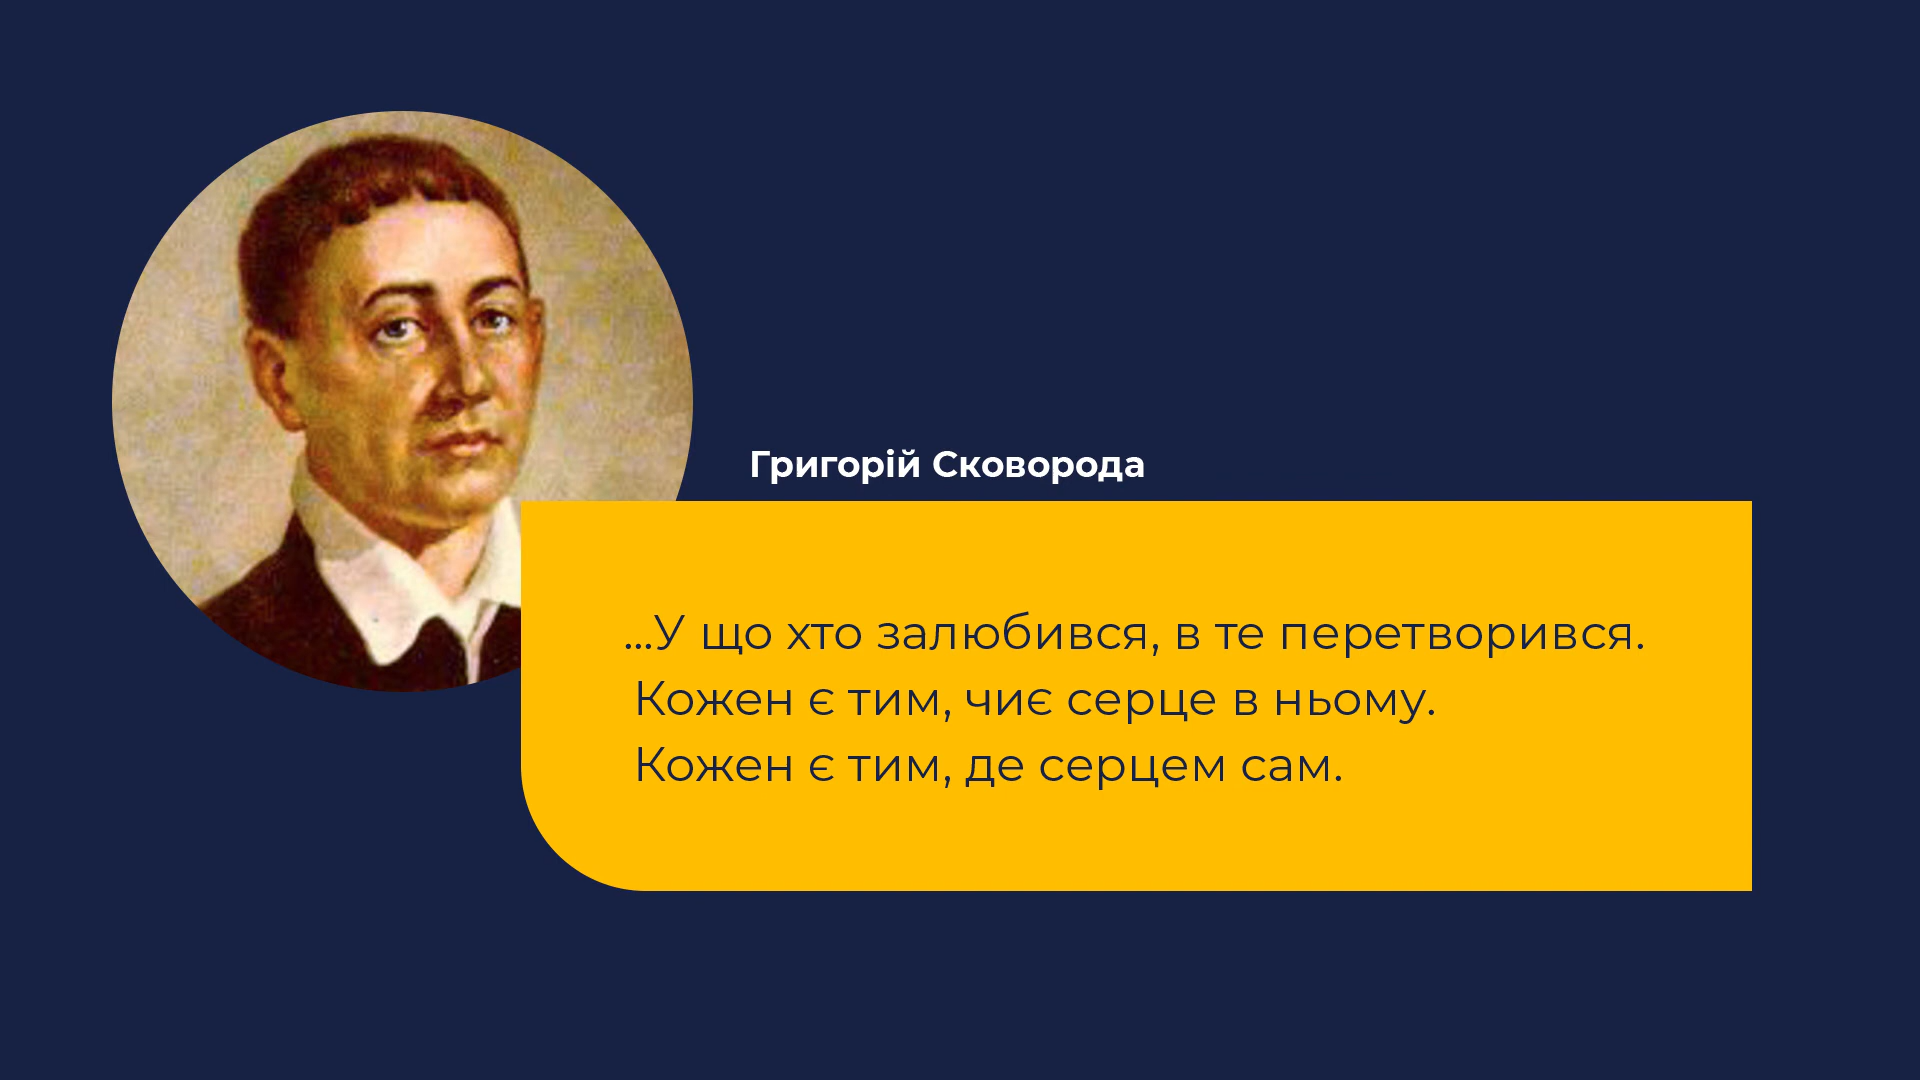 Григорій Сковорода
...У що хто залюбився, в те перетворився.
Кожен є тим, чиє серце в ньому.
Кожен є тим, де серцем сам.